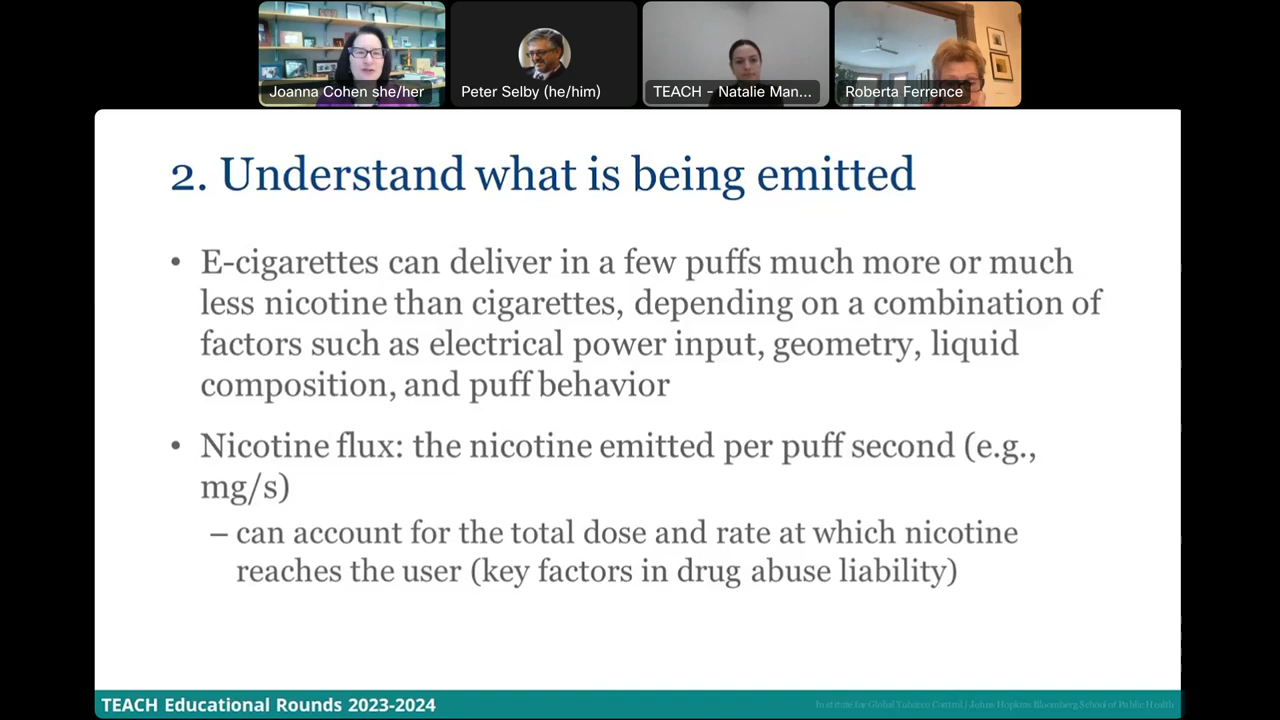 Joanna Cohen she/her
Peter Selby (he/him)
TEACH - Natalie Man...
Roberta Ferrence
2. Understand what is being emitted
• E-cigarettes can deliver in a few puffs much more or much
less nicotine than cigarettes, depending on a combination of
factors such as electrical power input, geometry, liquid
composition, and puff behavior
• Nicotine flux: the nicotine emitted per puff second (e.g.,
mg/s)
– can account for the total dose and rate at which nicotine
reaches the user (key factors in drug abuse liability)
TEACH Educational Rounds 2023-2024
Institute for Global Tobacco Control | Johns Hopkins Bloomberg School of Public Health